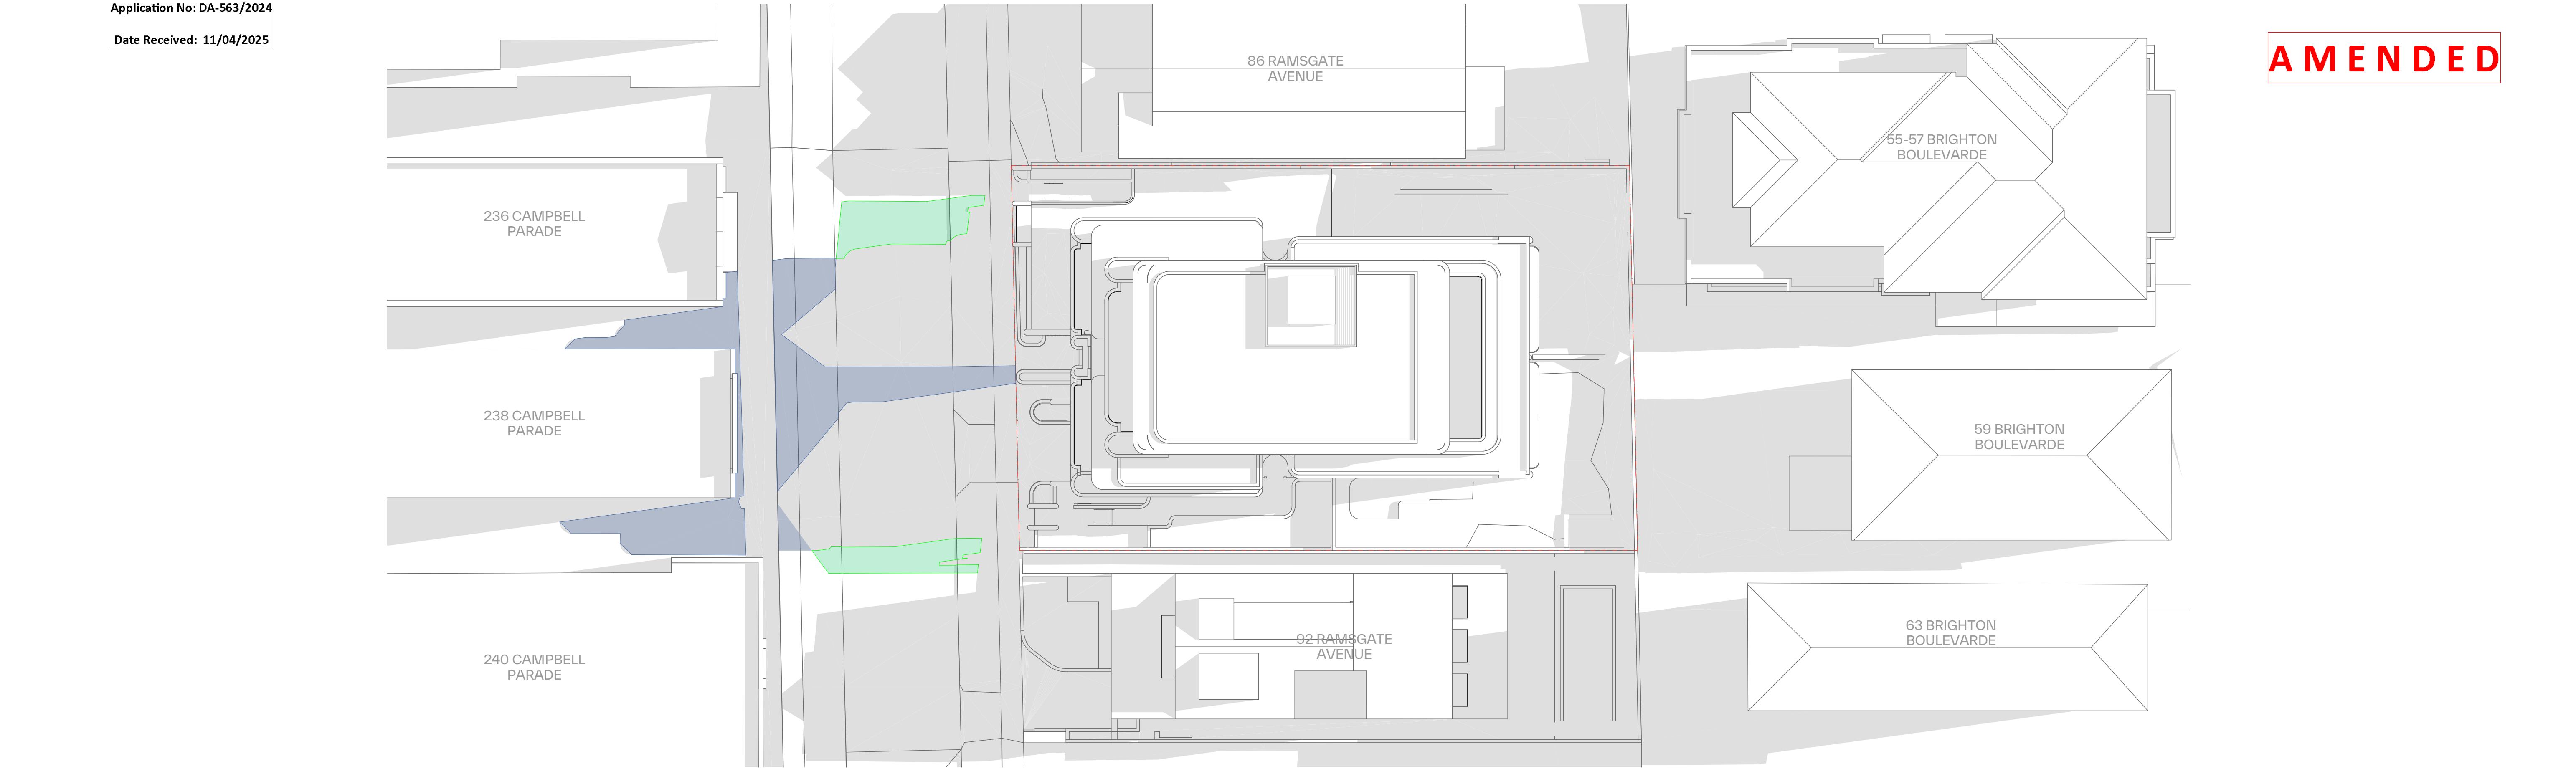 Application No: DA-563/2024
Date Received: 11/04/2025
AMENDED
86 RAMSGATE
AVENUE
55-57 BRIGHTON
BOULEVARDE
236 CAMPBELL
PARADE
238 CAMPBELL
PARADE
59 BRIGHTON
BOULEVARDE
240 CAMPBELL
PARADE
92 RAMSGATE
AVENUE
63 BRIGHTON
BOULEVARDE